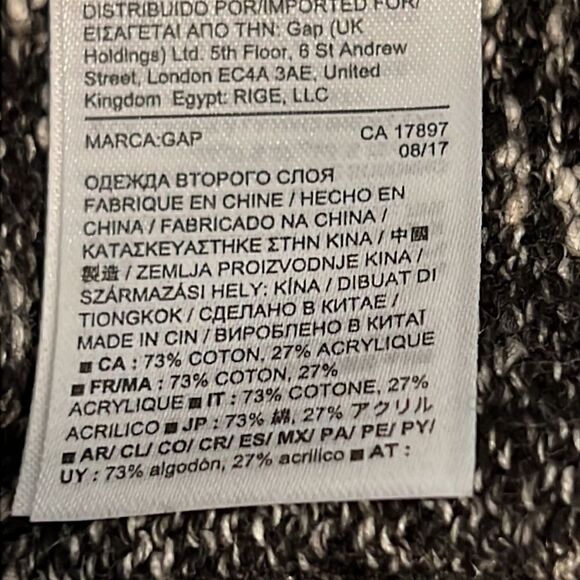 DISTRIBUIDO POR/IMPORTED FOR/
ΕΙΣΑΓΕΤΑΙ ΑΠΟ ΤΗΝ: Gap (UK
Holdings) Ltd. 5th Floor, 6 St Andrew
Street, London EC4A 3AE, United
Kingdom Egypt: RIGE, LLC
MARCA:GAP CA 17897
08/17
ОДЕЖДА ВТОРОГО СЛОЯ
FABRIQUE EN CHINE / HECHO EN
CHINA / FABRICADO NA CHINA /
ΚΑΤΑΣΚΕΥΑΣΤΗΚΕ ΣΤΗΝ ΚΙΝΑ / 中國
製造 / ZEMLJA PROIZVODNJE KINA /
SZÁRMAZÁSI HELY: KÍNA / DIBUAT DI
TIONGKOK / СДЕЛАНО В КИТАЕ /
MADE IN CIN / ВИРОБЛЕНО В КИТАЇ
■ CA : 73% COTON, 27% ACRYLIQUE
■ FR/MA : 73% COTON, 27%
ACRYLIQUE ■ IT : 73% COTONE, 27%
ACRILICO ■ JP : 73% 綿, 27% アクリル
■ AR/ CL/ CO/ CR/ ES/ MX/ PA/ PE/ PY/
UY : 73% algodón, 27% acrílico ■ AT :